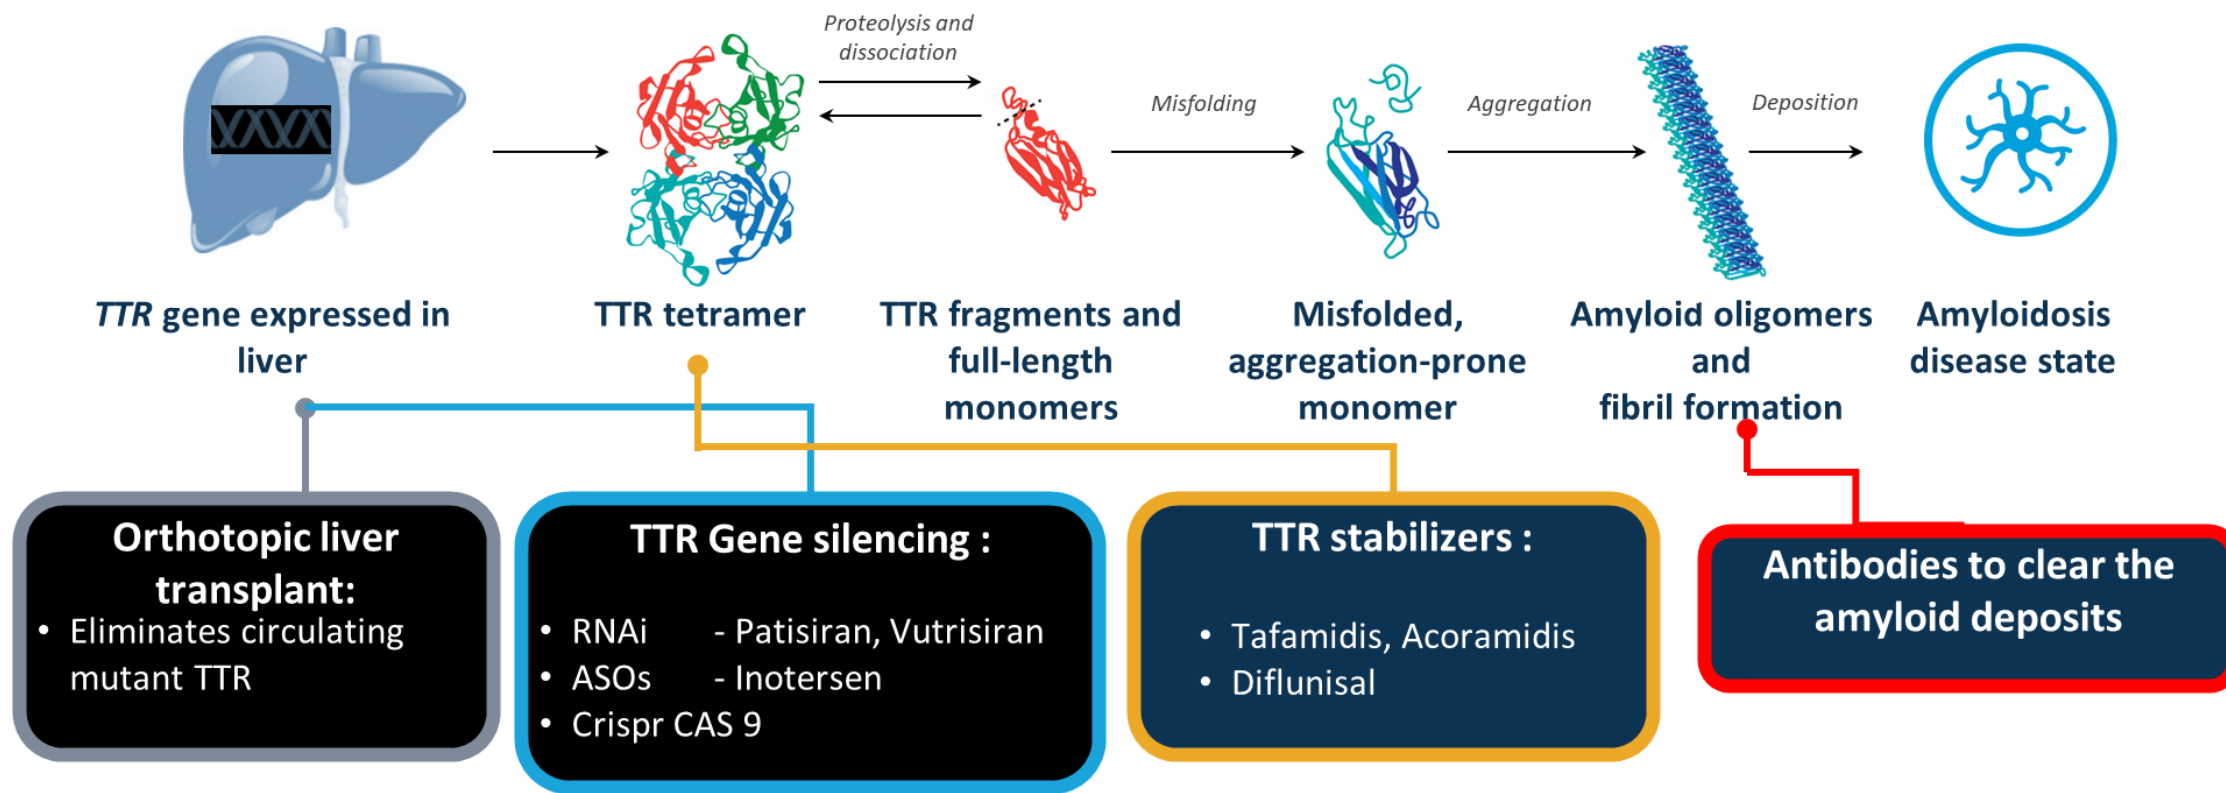 Proteolysis and
dissociation
Misfolding
Aggregation
Deposition
TTR gene expressed in
liver
TTR tetramer
TTR fragments and
full-length
monomers
Misfolded,
aggregation-prone
monomer
Amyloid oligomers
and
fibril formation
Amyloidosis
disease state
Orthotopic liver
transplant:
• Eliminates circulating
mutant TTR
TTR Gene silencing :
• RNAi - Patisiran, Vutrisiran
• ASOs - Inotersen
• Crispr CAS 9
TTR stabilizers :
• Tafamidis, Acoramidis
• Diflunisal
Antibodies to clear the
amyloid deposits